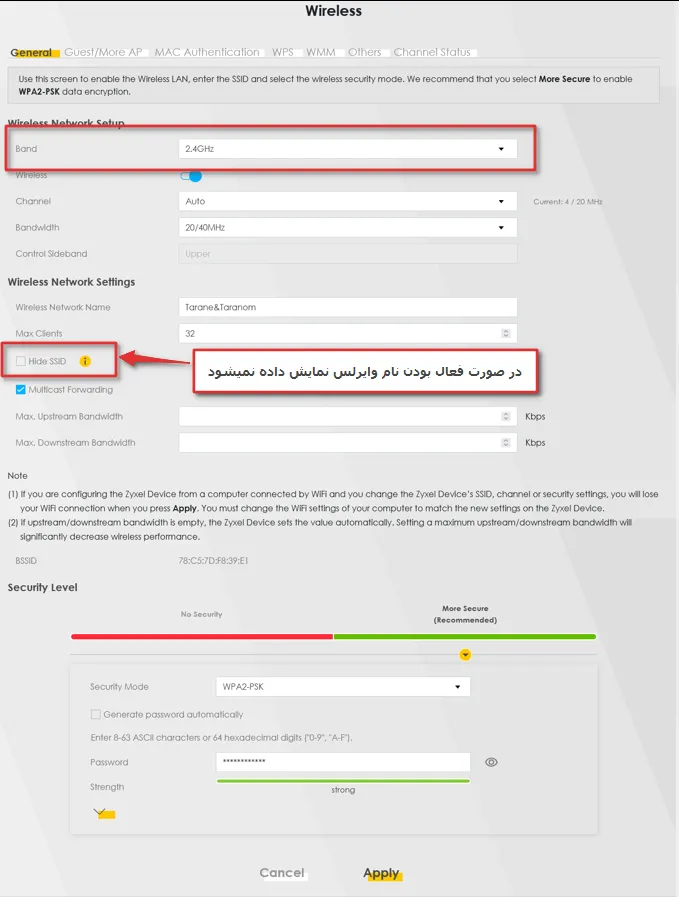 Wireless
General Guest/More AP MAC Authentication WPS WMM Others Channel Status
Use this screen to enable the Wireless LAN, enter the SSID and select the wireless security mode. We recommend that you select More Secure to enable
WPA2-PSK data encryption.
Wireless Network Setup
Band 2.4GHz
Wireless
Channel Auto Current: 4 / 20 MHz
Bandwidth 20/40MHz
Control Sideband Upper
Wireless Network Settings
Wireless Network Name Tarane&Taranom
Max Clients 32
Hide SSID i
در صورت فعال بودن نام وایرلس نمایش داده نمیشود
Multicast Forwarding
Max. Upstream Bandwidth Kbps
Max. Downstream Bandwidth Kbps
Note
(1) If you are configuring the Zyxel Device from a computer connected by WiFi and you change the Zyxel Device's SSID, channel or security settings, you will lose
your WiFi connection when you press Apply. You must change the WiFi settings of your computer to match the new settings on the Zyxel Device.
(2) If upstream/downstream bandwidth is empty, the Zyxel Device sets the value automatically. Setting a maximum upstream/downstream bandwidth will
significantly decrease wireless performance.
BSSID 78:C5:7D:F8:39:E1
Security Level
No Security More Secure
(Recommended)
Security Mode WPA2-PSK
Generate password automatically
Enter 8-63 ASCII characters or 64 hexadecimal digits ("0-9", "A-F").
Password ************
Strength
strong
Cancel Apply